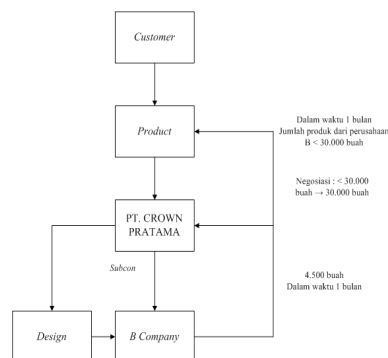 Customer
Product
Dalam waktu 1 bulan
Jumlah produk dari perusahaan
B < 30.000 buah
Negosiasi : < 30.000
buah → 30.000 buah
PT. CROWN
PRATAMA
Subcon
4.500 buah
Dalam waktu 1 bulan
Design
B Company